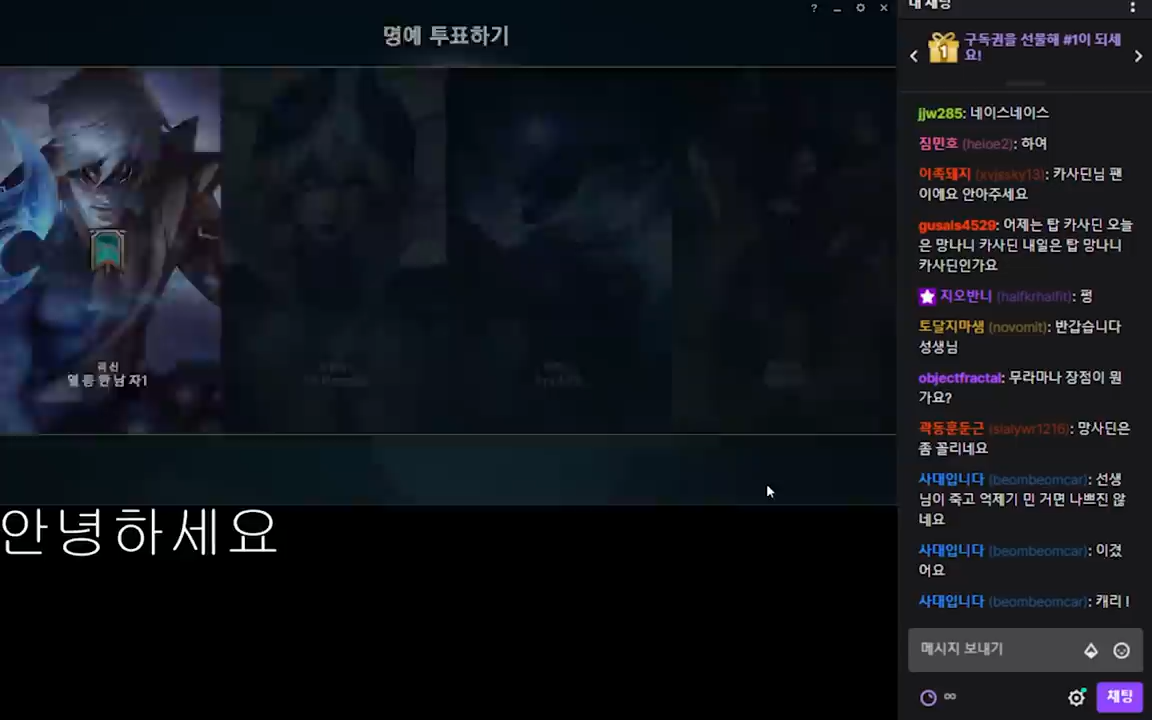 명예 투표하기
내 채팅
구독권을 선물해 #1이 되세
요!
jjw285: 네이스네이스
짐민호 (heioe2): 하여
이족돼지 (xvjssky13): 카사딘님 팬
이에요 안아주세요
gusals4529: 어제는 탑 카사딘 오늘
은 망나니 카사딘 내일은 탑 망나니
카사딘인가요
지오반니 (halfkrhalfit): 펑
토달지마샘 (novomit): 반갑습니다
성생님
objectfractal: 무라마나 장점이 뭔
가요?
곽동훈둔근 (sialywr1216): 망사딘은
좀 꼴리네요
사대입니다 (beombeomcar): 선생
님이 죽고 억제기 민 거면 나쁘진 않
네요
사대입니다 (beombeomcar): 이겼
어요
사대입니다 (beombeomcar): 캐리 !
열등한남자1
안녕하세요
메시지 보내기
채팅